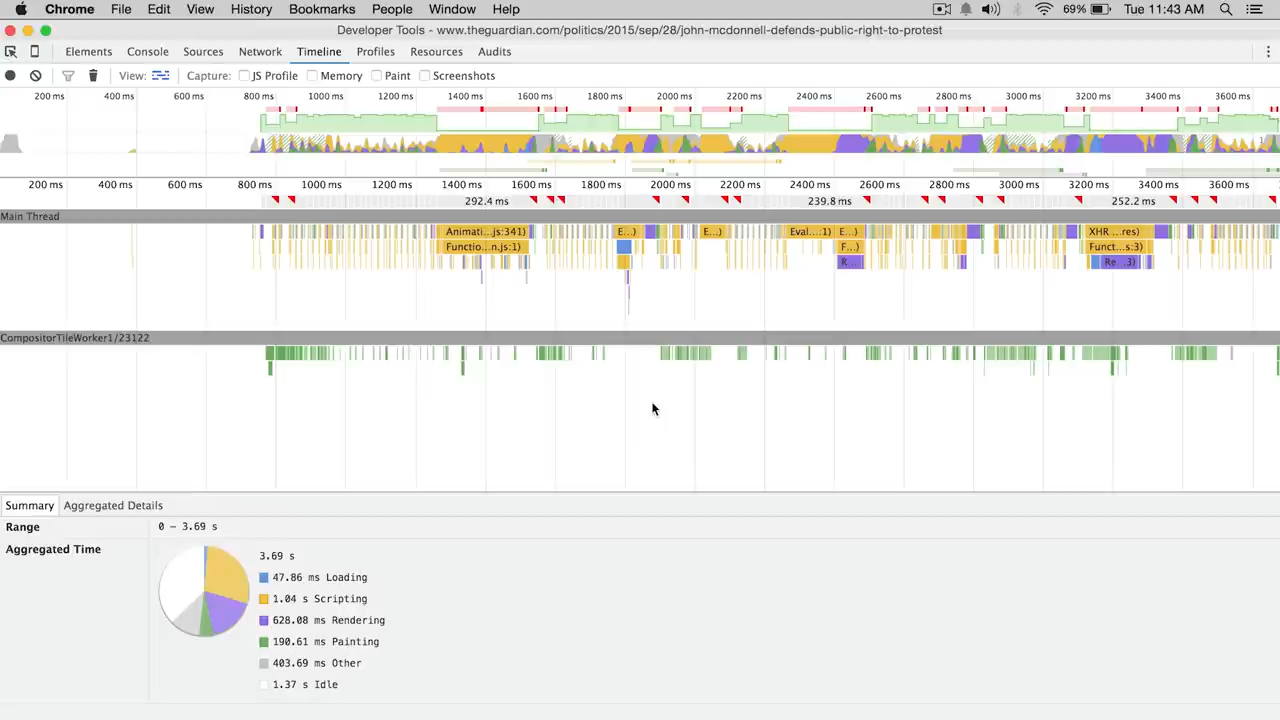 Chrome File Edit View History Bookmarks People Window Help 69% Tue 11:43 AM
Developer Tools - www.theguardian.com/politics/2015/sep/28/john-mcdonnell-defends-public-right-to-protest
Elements Console Sources Network Timeline Profiles Resources Audits
View: Capture: JS Profile Memory Paint Screenshots
200 ms 400 ms 600 ms 800 ms 1000 ms 1200 ms 1400 ms 1600 ms 1800 ms 2000 ms 2200 ms 2400 ms 2600 ms 2800 ms 3000 ms 3200 ms 3400 ms 3600 ms
200 ms 400 ms 600 ms 800 ms 1000 ms 1200 ms 1400 ms 1600 ms 1800 ms 2000 ms 2200 ms 2400 ms 2600 ms 2800 ms 3000 ms 3200 ms 3400 ms 3600 ms
292.4 ms 239.8 ms 252.2 ms
Main Thread
Animati...js:341) E...) E...) Eval...:1) E...) XHR ...res)
Functio...n.js:1) F...) Funct...s:3)
R... Re...3)
CompositorTileWorker1/23122
Summary Aggregated Details
Range 0 – 3.69 s
Aggregated Time
3.69 s
47.86 ms Loading
1.04 s Scripting
628.08 ms Rendering
190.61 ms Painting
403.69 ms Other
1.37 s Idle